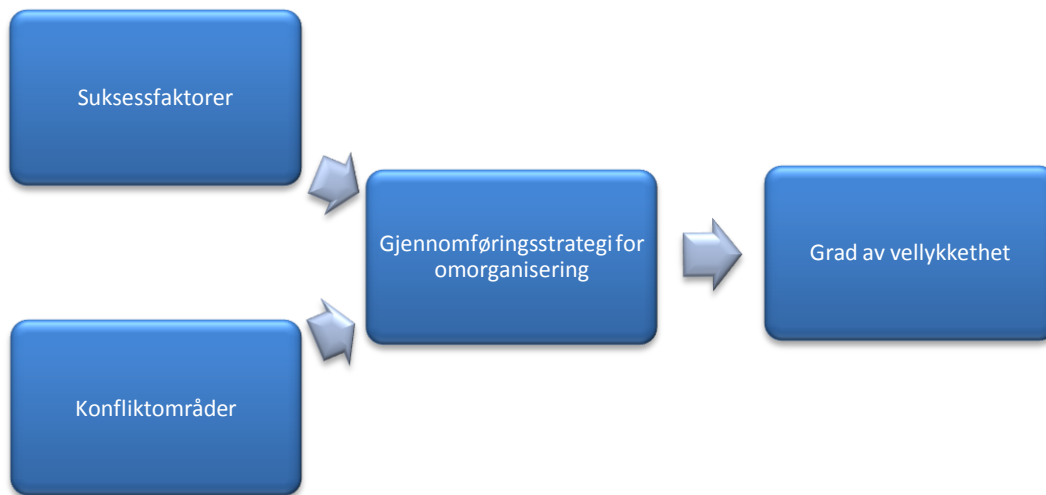 Suksessfaktorer
Gjennomføringsstrategi for
omorganisering
Grad av vellykkethet
Konfliktområder